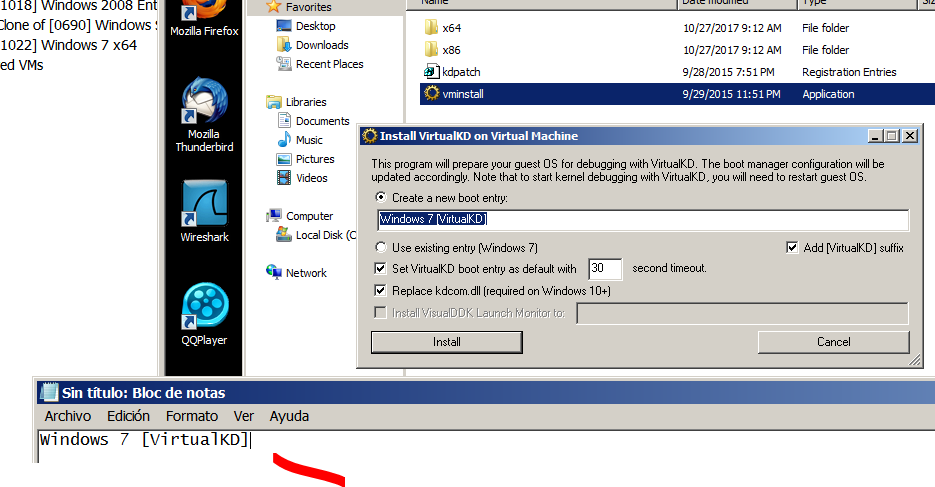 1018] Windows 2008 Ent
Clone of [0690] Windows S
1022] Windows 7 x64
ed VMs
Mozilla Firefox
Mozilla
Thunderbird
Wireshark
QQPlayer
Favorites
Desktop
Downloads
Recent Places
Libraries
Documents
Music
Pictures
Videos
Computer
Local Disk (C
Network
Name Date modified Type Siz
x64 10/27/2017 9:12 AM File folder
x86 10/27/2017 9:12 AM File folder
kdpatch 9/28/2015 7:51 PM Registration Entries
vminstall 9/29/2015 11:51 PM Application
Install VirtualKD on Virtual Machine
This program will prepare your guest OS for debugging with VirtualKD. The boot manager configuration will be
updated accordingly. Note that to start kernel debugging with VirtualKD, you will need to restart guest OS.
Create a new boot entry:
Windows 7 [VirtualKD]
Use existing entry (Windows 7) Add [VirtualKD] suffix
Set VirtualKD boot entry as default with 30 second timeout.
Replace kdcom.dll (required on Windows 10+)
Install VisualDDK Launch Monitor to:
Install Cancel
Sin título: Bloc de notas
Archivo Edición Formato Ver Ayuda
Windows 7 [VirtualKD]